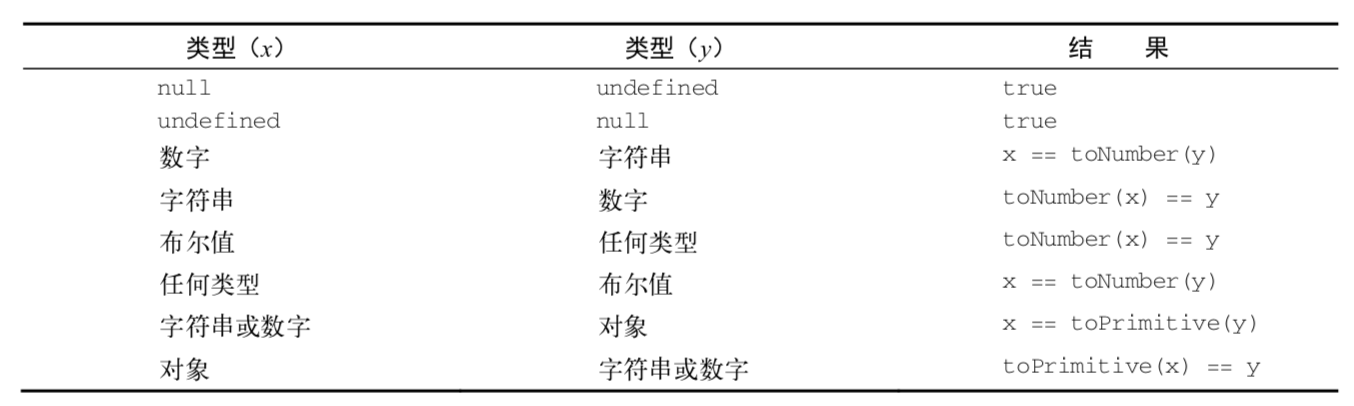 类型（x） 类型（y） 结 果
null undefined true
undefined null true
数字 字符串 x == toNumber(y)
字符串 数字 toNumber(x) == y
布尔值 任何类型 toNumber(x) == y
任何类型 布尔值 x == toNumber(y)
字符串或数字 对象 x == toPrimitive(y)
对象 字符串或数字 toPrimitive(x) == y